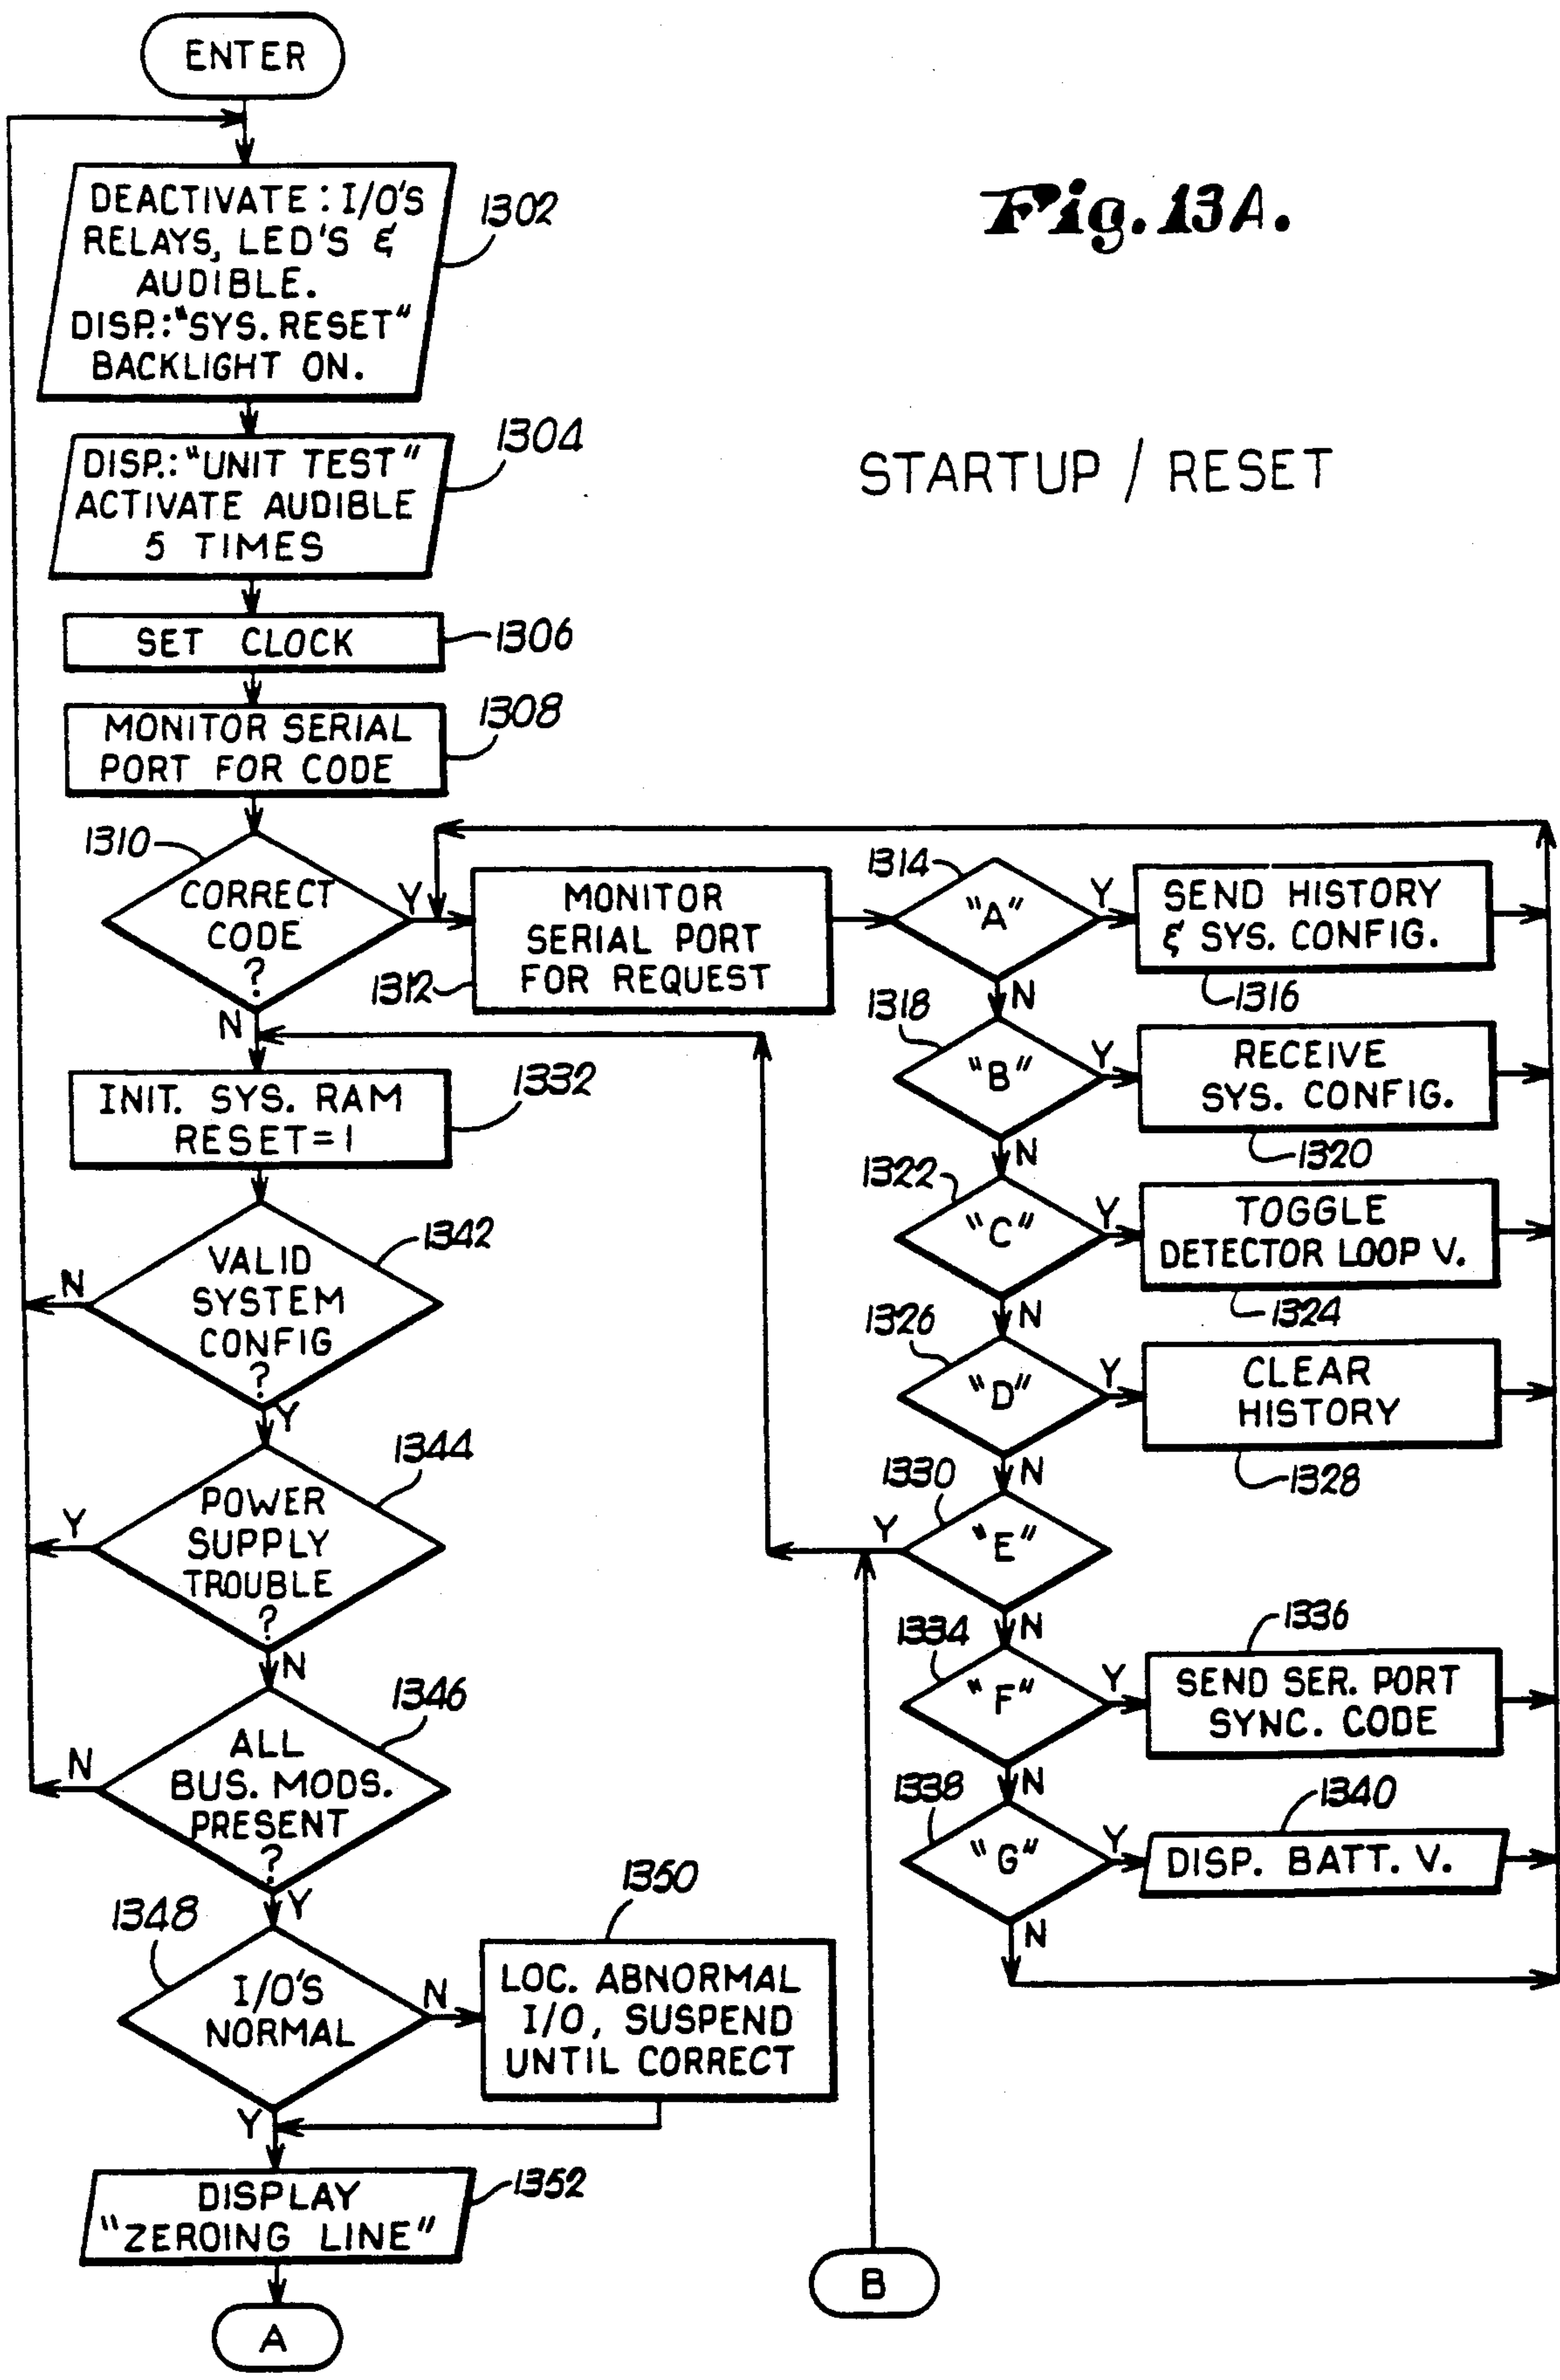 ENTER
Fig. 13A.
STARTUP / RESET
DEACTIVATE: I/O'S
RELAYS, LED'S &
AUDIBLE.
DISP.: "SYS. RESET"
BACKLIGHT ON.
1302
DISP.: "UNIT TEST"
ACTIVATE AUDIBLE
5 TIMES
1304
SET CLOCK
1306
MONITOR SERIAL
PORT FOR CODE
1308
1310
CORRECT
CODE
?
Y
N
MONITOR
SERIAL PORT
FOR REQUEST
1312
1314
"A"
Y
N
SEND HISTORY
& SYS. CONFIG.
1316
1318
"B"
Y
N
RECEIVE
SYS. CONFIG.
1320
1322
"C"
Y
N
TOGGLE
DETECTOR LOOP V.
1324
1326
"D"
Y
N
CLEAR
HISTORY
1328
1330
"E"
Y
N
1334
"F"
Y
N
1336
SEND SER. PORT
SYNC. CODE
1338
"G"
Y
N
1340
DISP. BATT. V.
INIT. SYS. RAM
RESET=1
1332
VALID
SYSTEM
CONFIG
?
1342
N
Y
POWER
SUPPLY
TROUBLE
?
1344
Y
N
ALL
BUS. MODS.
PRESENT
?
1346
N
Y
1348
I/O'S
NORMAL
N
Y
1350
LOC. ABNORMAL
I/O, SUSPEND
UNTIL CORRECT
DISPLAY
"ZEROING LINE"
1352
A
B